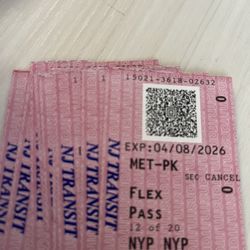 15021-3618-02632
EXP:04/08/2026
MET-PK
SEC CANCEL
Flex
Pass
12 of 20
NYP NYP
NJ TRANSIT
NJ TRANSIT
NJ TRANSIT